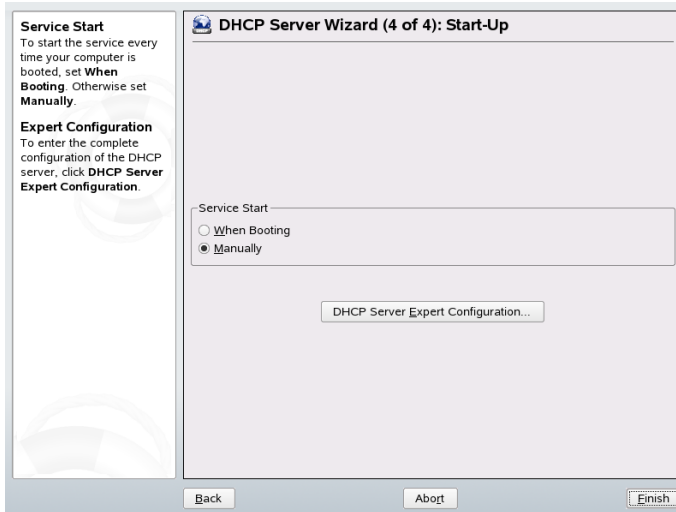 Service Start
To start the service every
time your computer is
booted, set When
Booting. Otherwise set
Manually.
Expert Configuration
To enter the complete
configuration of the DHCP
server, click DHCP Server
Expert Configuration.
DHCP Server Wizard (4 of 4): Start-Up
Service Start
When Booting
Manually
DHCP Server Expert Configuration...
Back
Abort
Finish